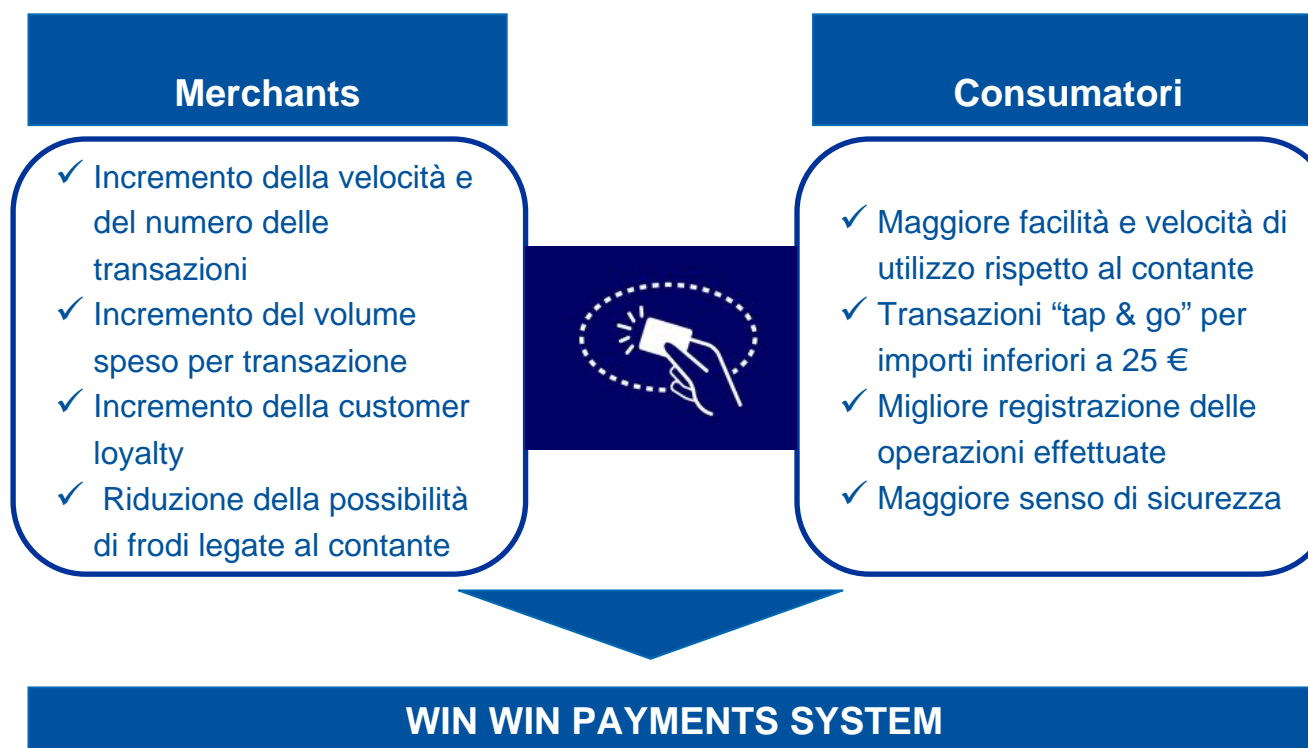 Merchants
✓ Incremento della velocità e
del numero delle
transazioni
✓ Incremento del volume
speso per transazione
✓ Incremento della customer
loyalty
✓ Riduzione della possibilità
di frodi legate al contante
Consumatori
✓ Maggiore facilità e velocità di
utilizzo rispetto al contante
✓ Transazioni “tap & go” per
importi inferiori a 25 €
✓ Migliore registrazione delle
operazioni effettuate
✓ Maggiore senso di sicurezza
WIN WIN PAYMENTS SYSTEM